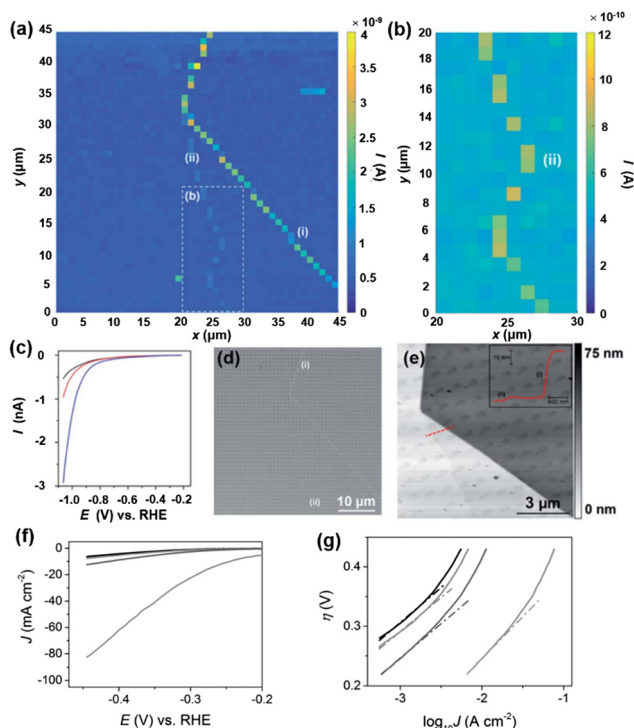 (a)
× 10⁻⁹
45
40
35
30
25
20
15
10
5
0
y (µm)
(ii)
(b)
(i)
0 5 10 15 20 25 30 35 40 45
x (µm)
4
3.5
3
2.5
2
1.5
1
0.5
I (A)
(b)
× 10⁻¹⁰
20
18
16
14
12
10
8
6
4
2
0
y (µm)
(ii)
20 25 30
x (µm)
12
10
8
6
4
2
0
I (A)
(c)
0
-1
-2
-3
I (nA)
-1.0 -0.8 -0.6 -0.4 -0.2
E (V) vs. RHE
(d)
(i)
(ii)
10 µm
(e)
10 nm
(i)
(ii)
400 nm
3 µm
75 nm
0 nm
(f)
0
-20
-40
-60
-80
-100
J (mA cm⁻²)
-0.4 -0.3 -0.2
E (V) vs. RHE
(g)
0.4
0.3
0.2
η (V)
-3 -2 -1
log₁₀J (A cm⁻²)